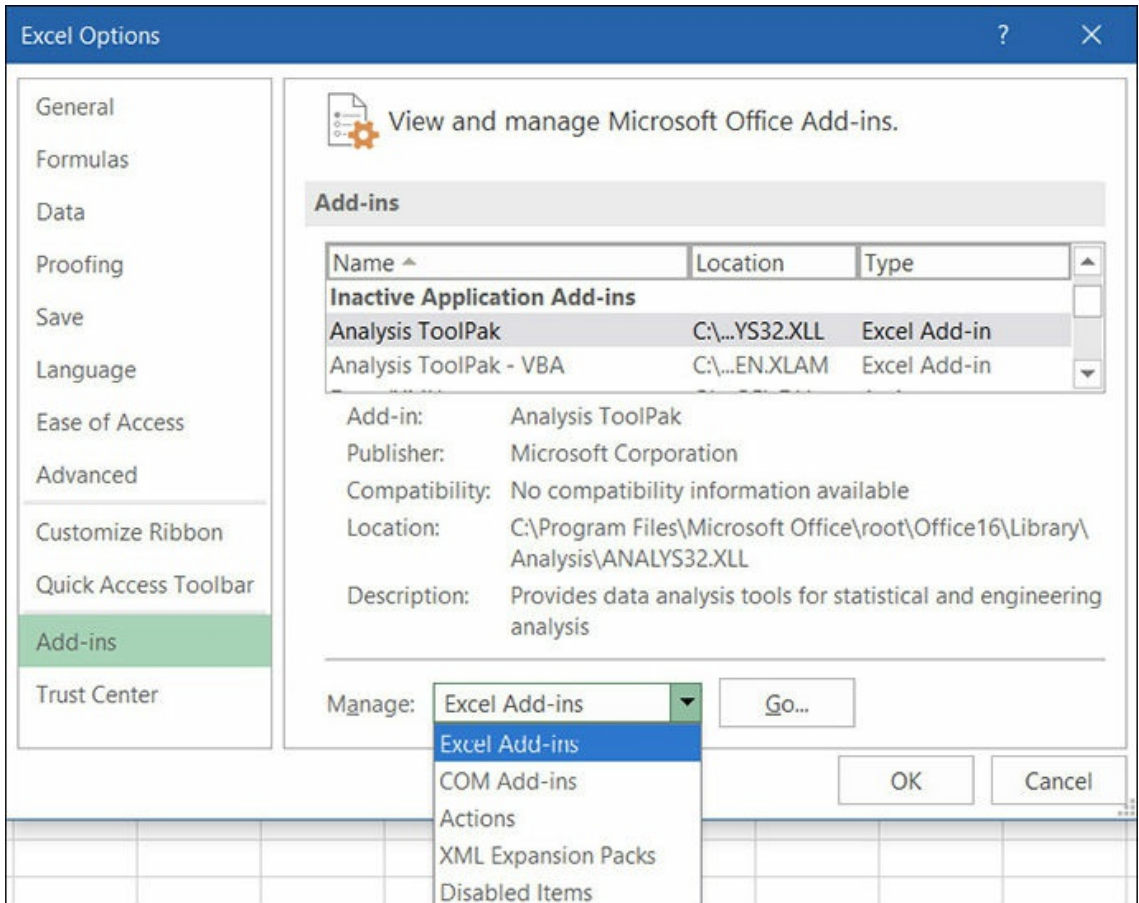 Excel Options ?
General
Formulas
Data
Proofing
Save
Language
Ease of Access
Advanced
Customize Ribbon
Quick Access Toolbar
Add-ins
Trust Center
View and manage Microsoft Office Add-ins.
Add-ins
Name Location Type
Inactive Application Add-ins
Analysis ToolPak C:\...YS32.XLL Excel Add-in
Analysis ToolPak - VBA C:\...EN.XLAM Excel Add-in
Add-in: Analysis ToolPak
Publisher: Microsoft Corporation
Compatibility: No compatibility information available
Location: C:\Program Files\Microsoft Office\root\Office16\Library\
Analysis\ANALYS32.XLL
Description: Provides data analysis tools for statistical and engineering
analysis
Manage: Excel Add-ins Go...
Excel Add-ins
COM Add-ins
Actions
XML Expansion Packs
Disabled Items
OK Cancel